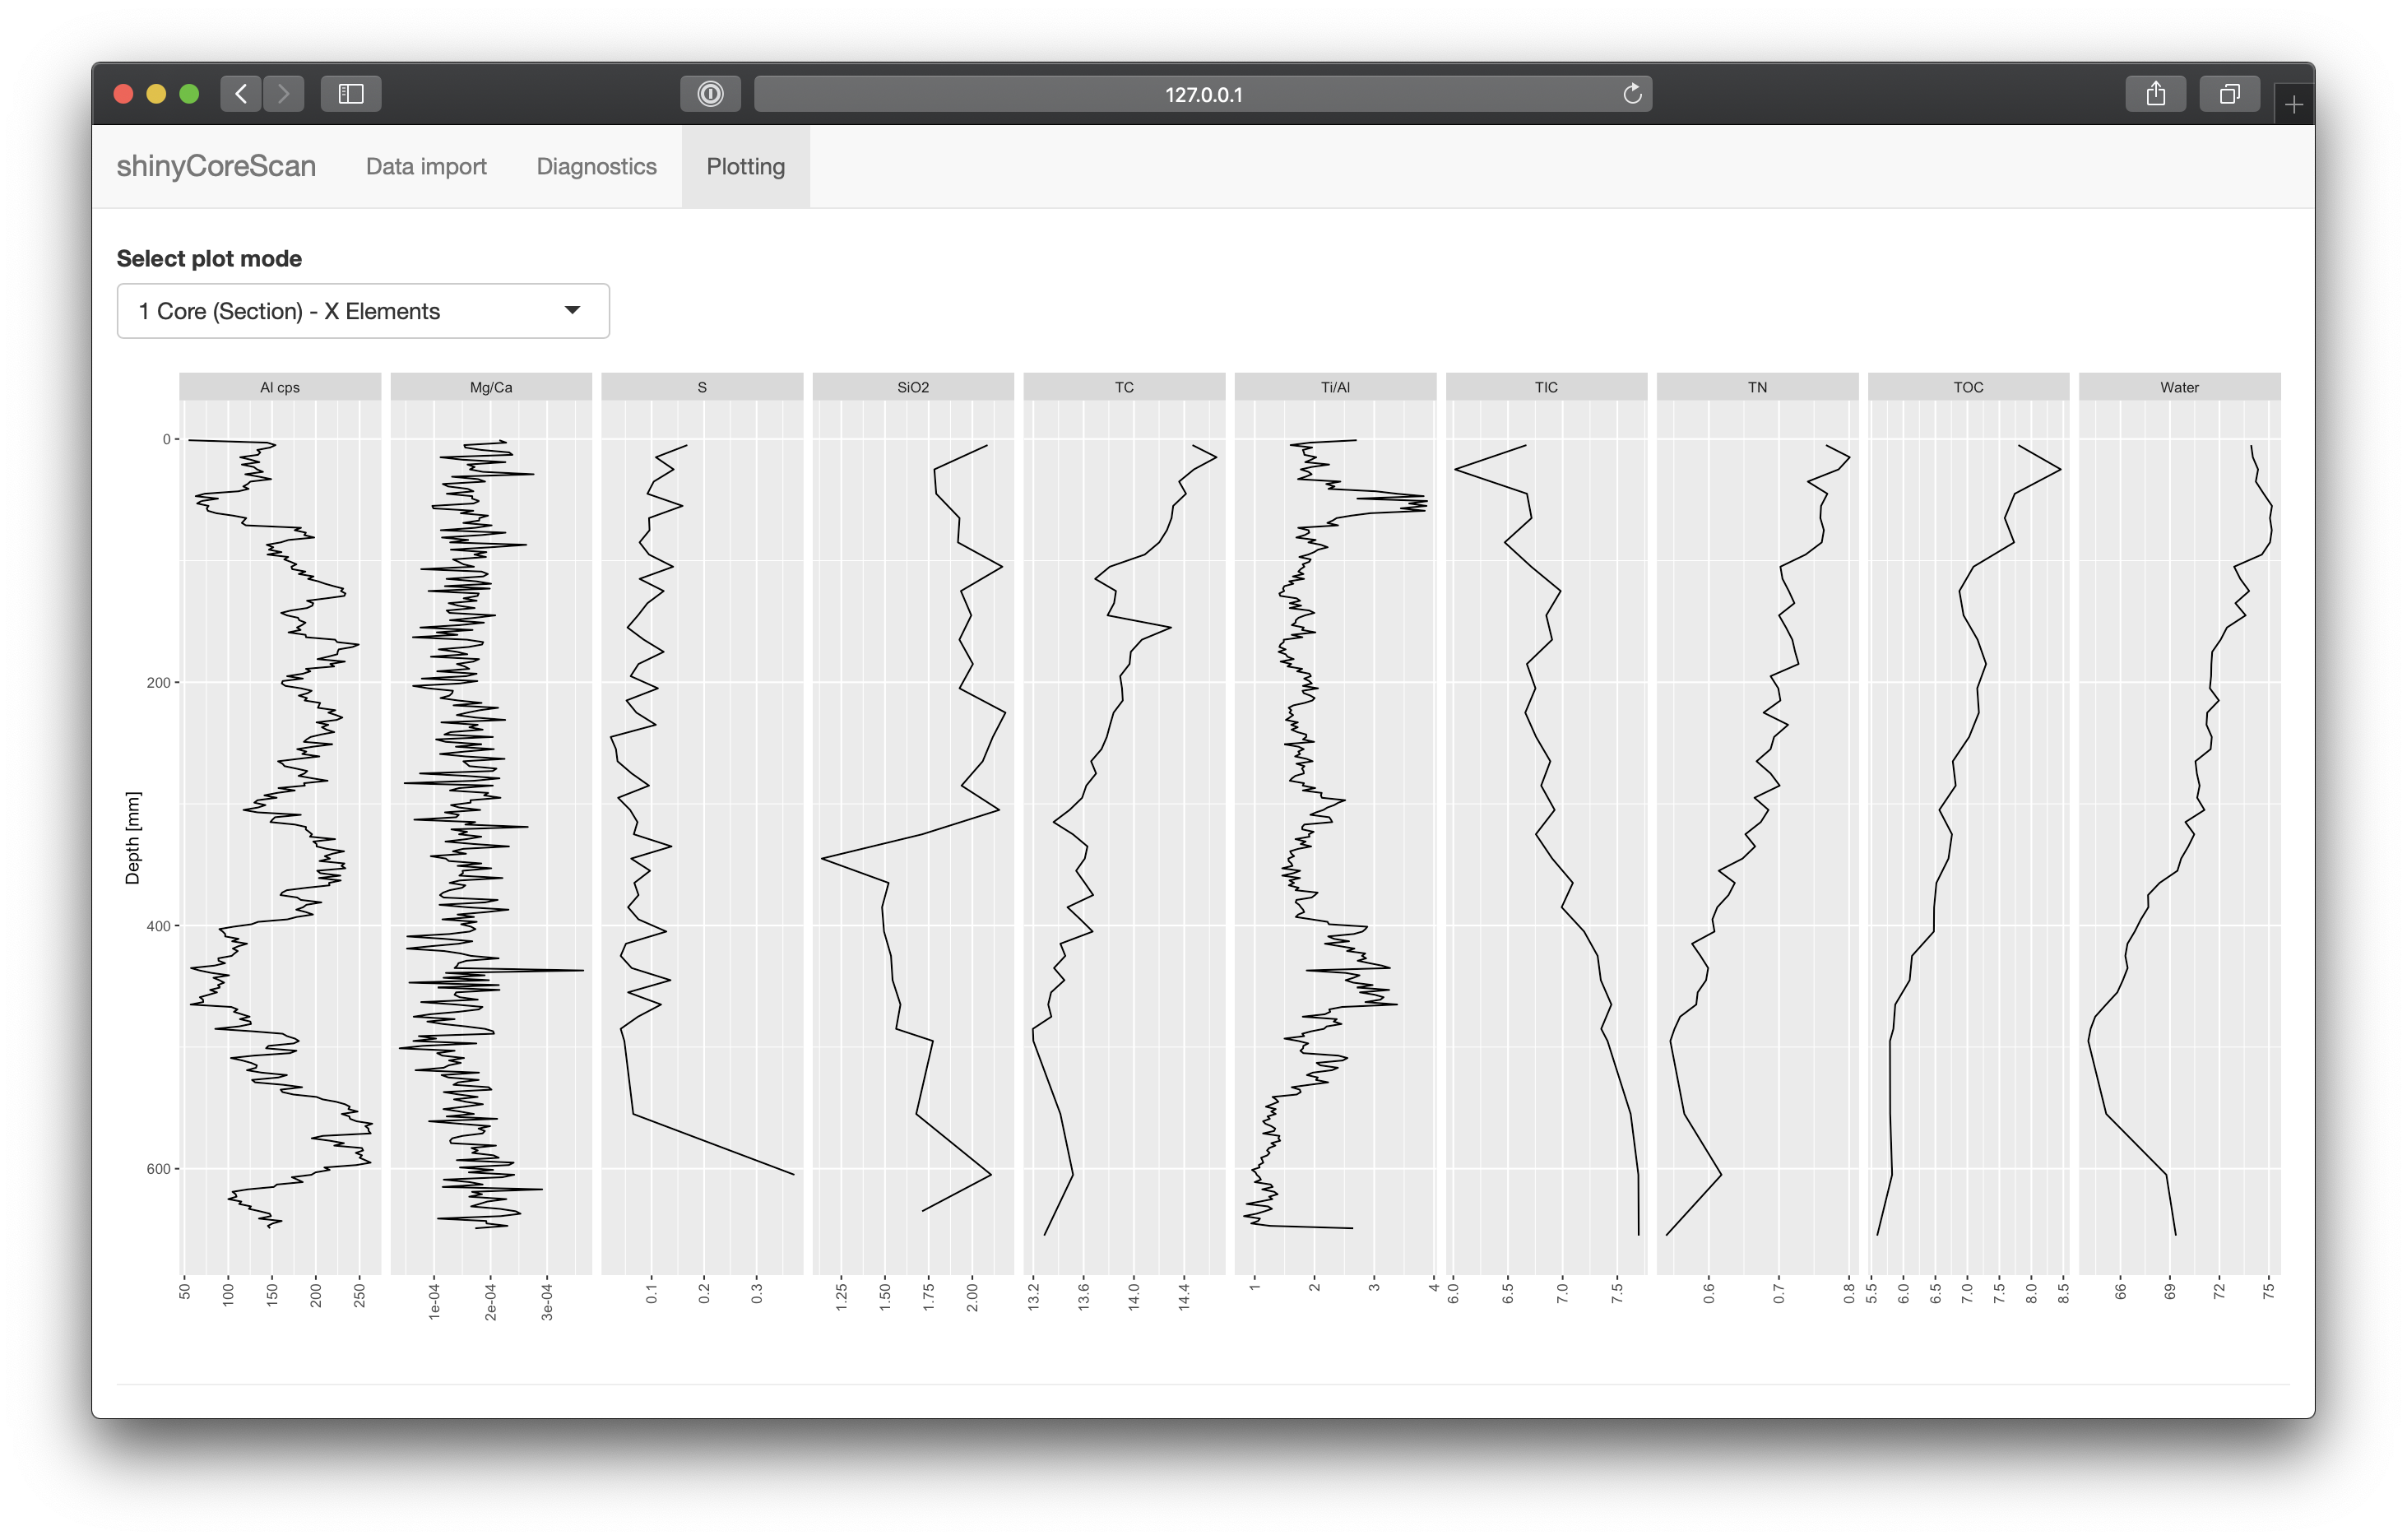 127.0.0.1
shinyCoreScan Data import Diagnostics Plotting
Select plot mode
1 Core (Section) - X Elements
Al cps Mg/Ca S SiO2 TC Ti/Al TIC TN TOC Water
0
200
400
600
Depth [mm]
50 100 150 200 250 1e-04 2e-04 3e-04 0.1 0.2 0.3 1.25 1.50 1.75 2.00 13.2 13.6 14.0 14.4 1 2 3 4 6.0 6.5 7.0 7.5 0.6 0.7 0.8 5.5 6.0 6.5 7.0 7.5 8.0 8.5 66 69 72 75